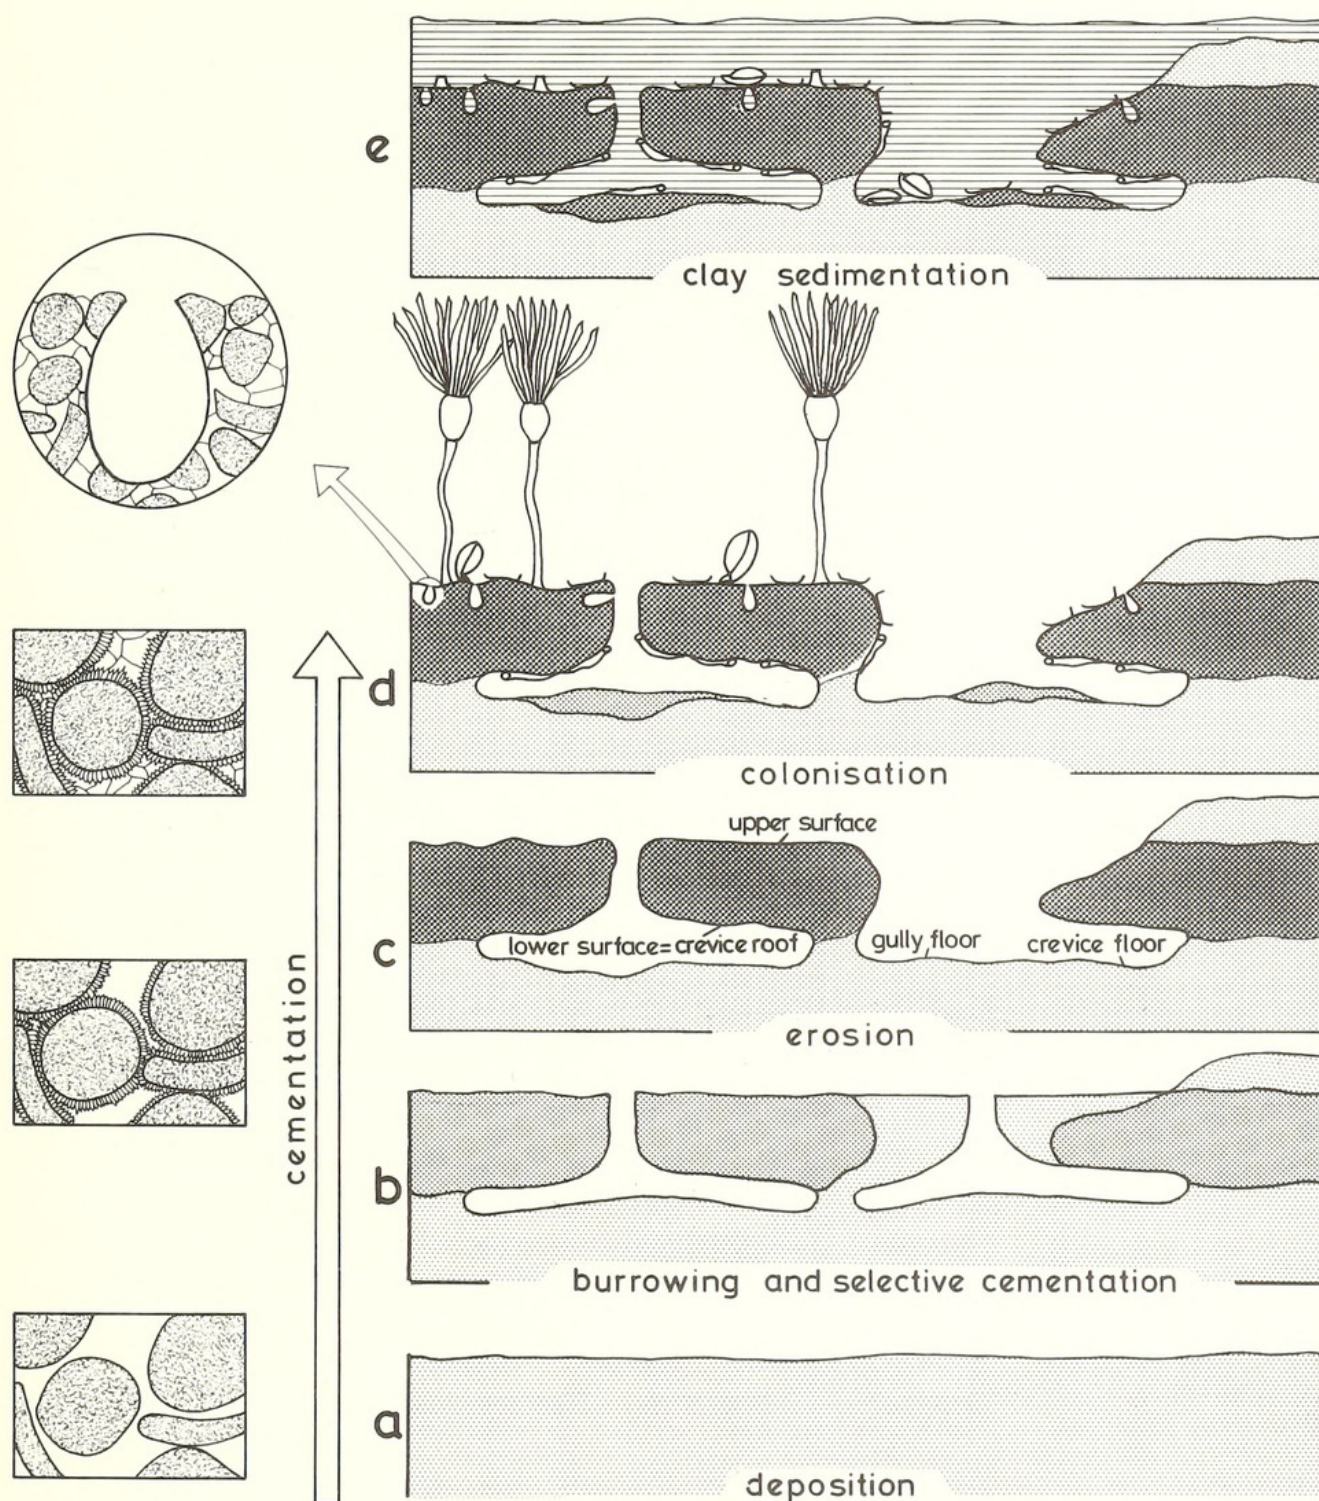 e
clay sedimentation
d
colonisation
upper surface
c
lower surface=crevice roof
gully floor
crevice floor
erosion
cementation
b
burrowing and selective cementation
a
deposition